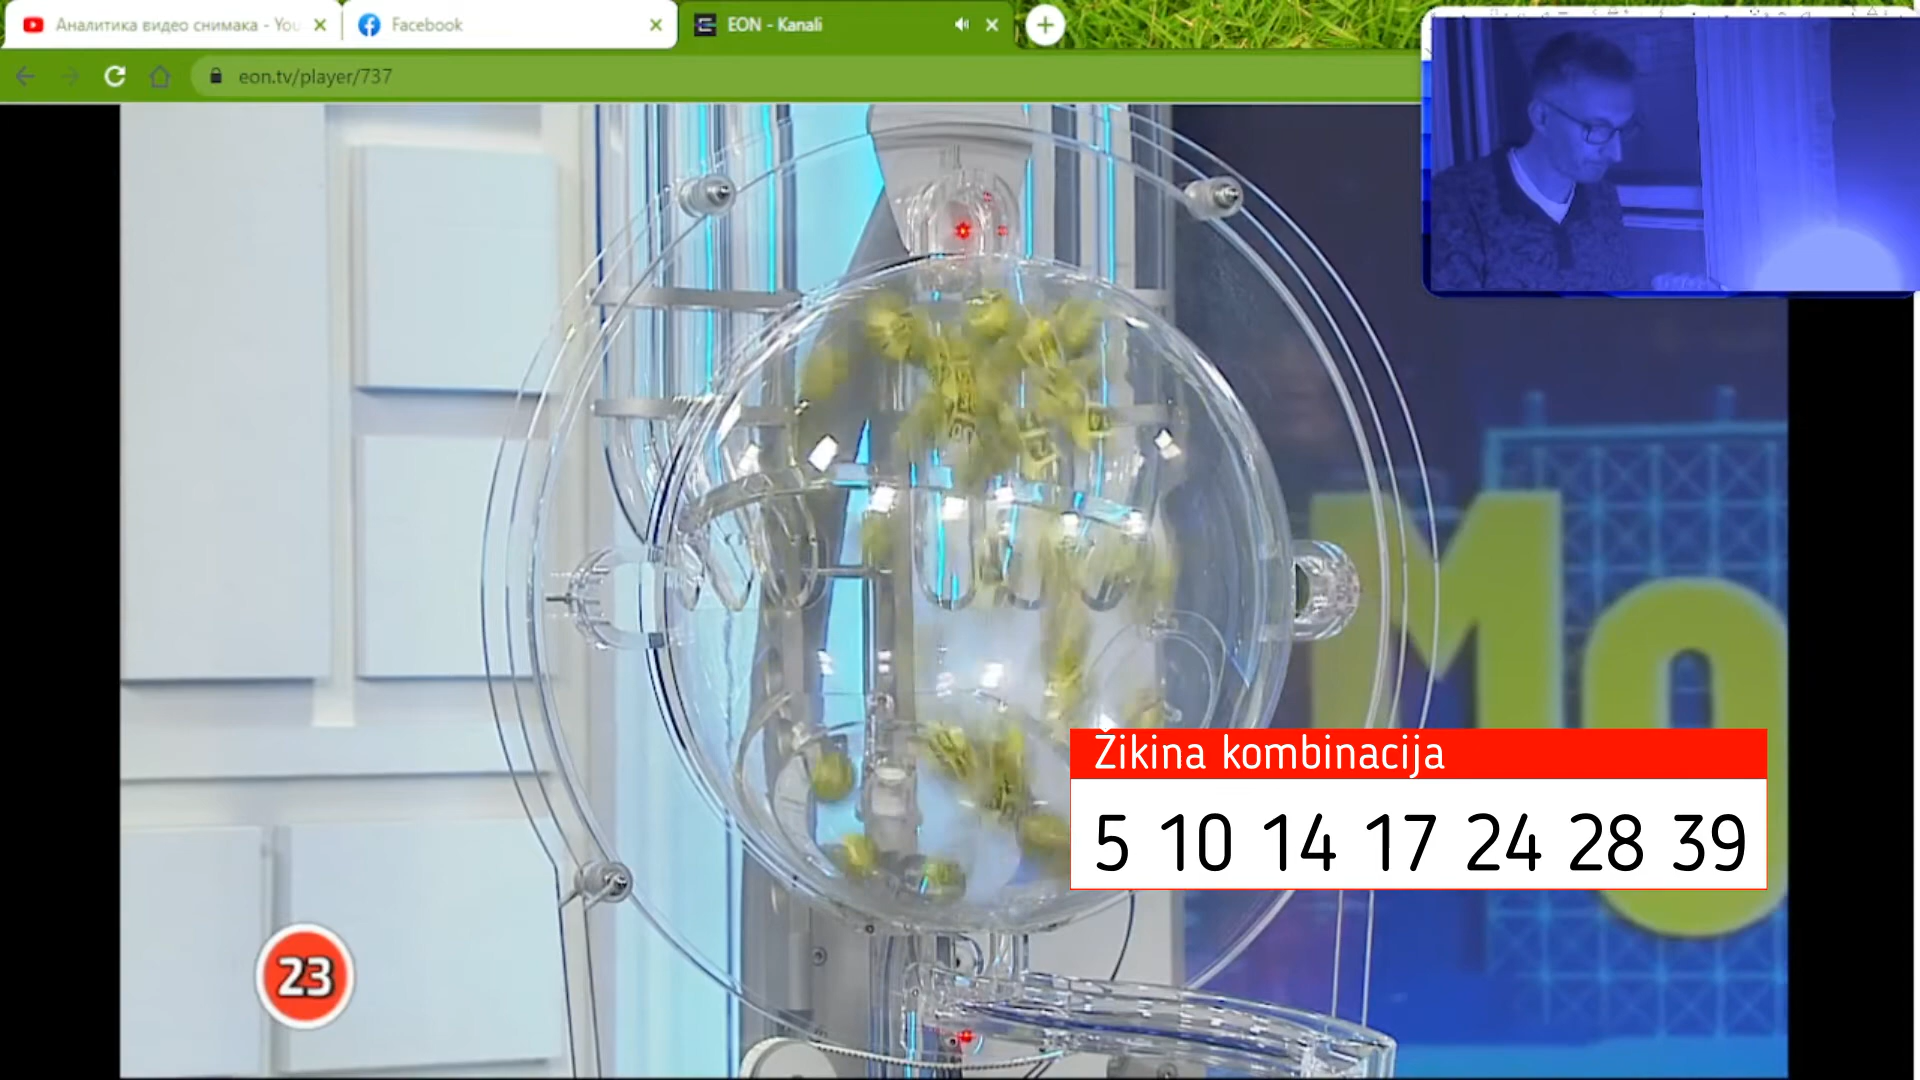 Аналитика видео снимака - You
Facebook
EON - Kanali
eon.tv/player/737
Mo
Žikina kombinacija
5 10 14 17 24 28 39
23